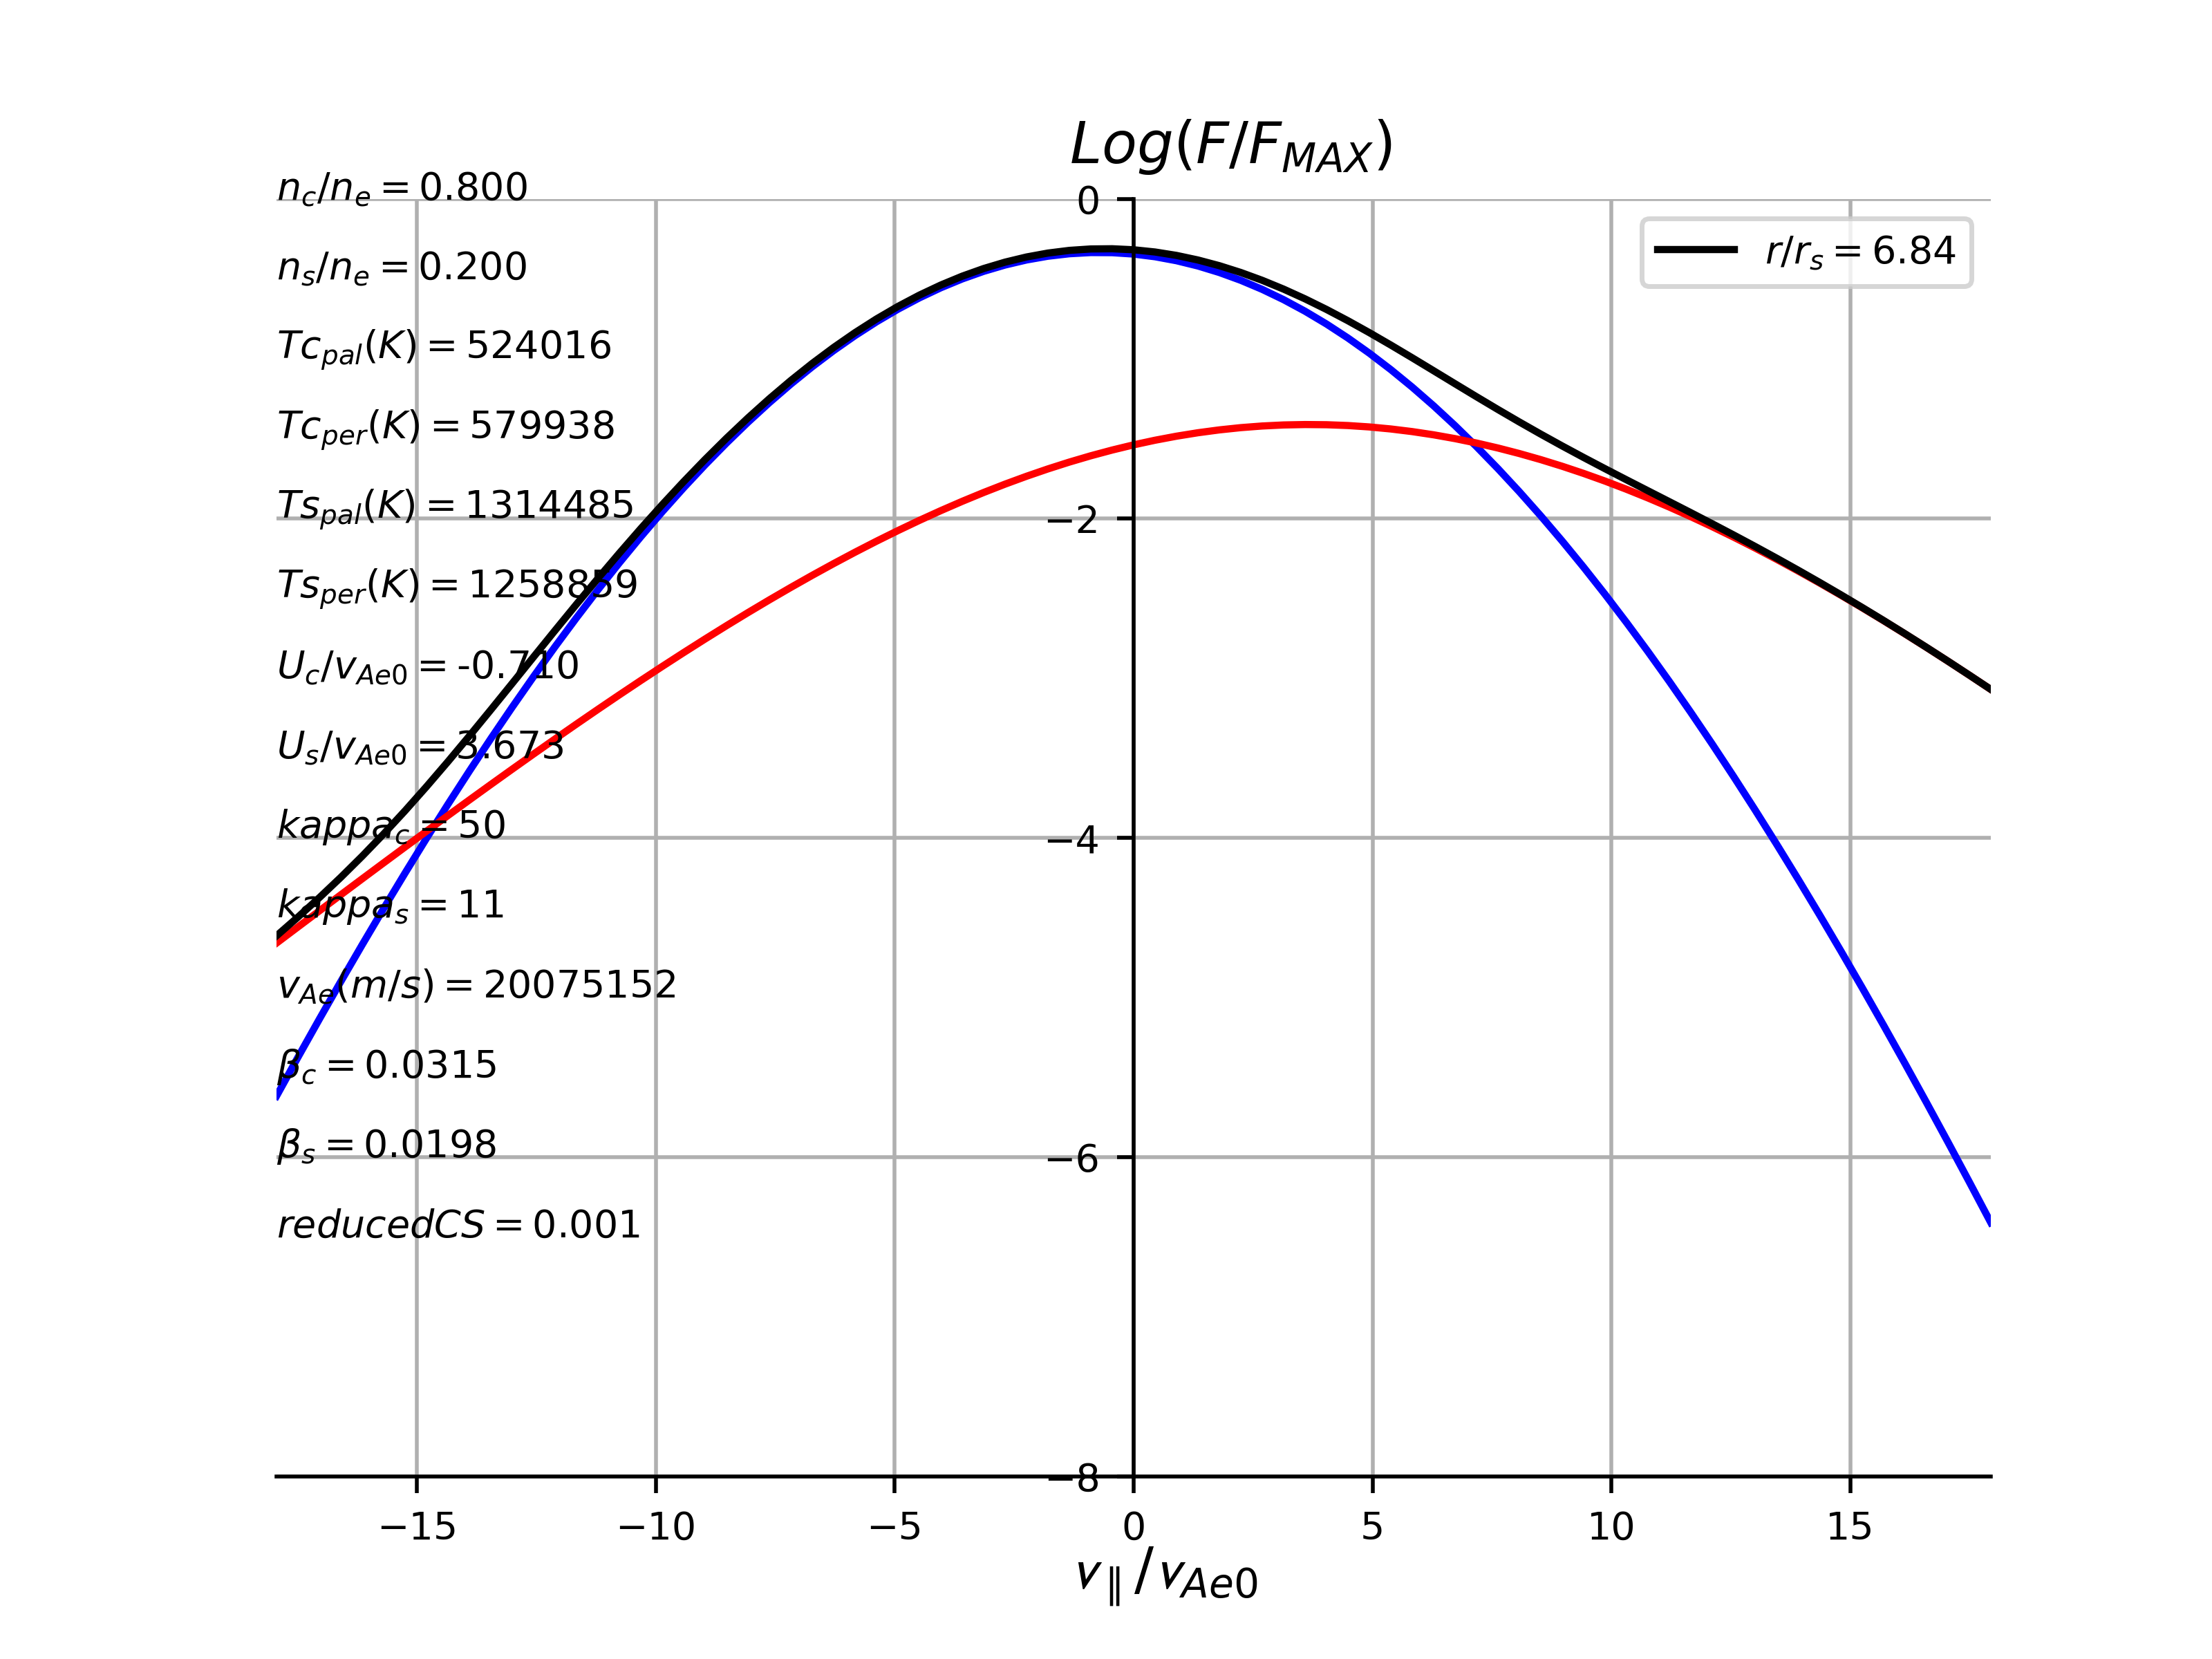 Log(F/F_MAX)
n_c/n_e = 0.800
n_s/n_e = 0.200
Tc_pal(K) = 524016
Tc_per(K) = 579938
Ts_pal(K) = 1314485
Ts_per(K) = 1258859
U_c/v_Ae0 = -0.710
U_s/v_Ae0 = 3.673
kappa_c = 50
kappa_s = 11
v_Ae(m/s) = 20075152
β_c = 0.0315
β_s = 0.0198
reducedCS = 0.001
r/r_s = 6.84
0
−2
−4
−6
−8
−15 −10 −5 0 5 10 15
v_∥/v_Ae0